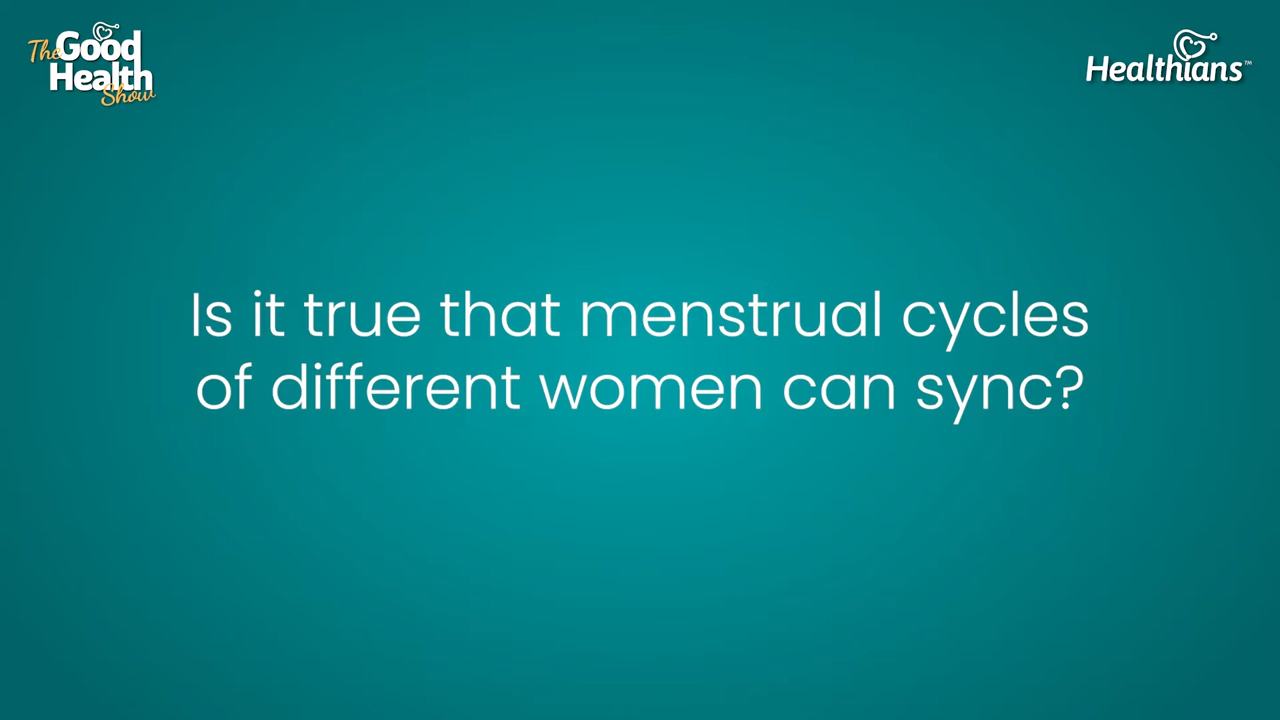 The Good
Health
Show
Healthians™
Is it true that menstrual cycles
of different women can sync?